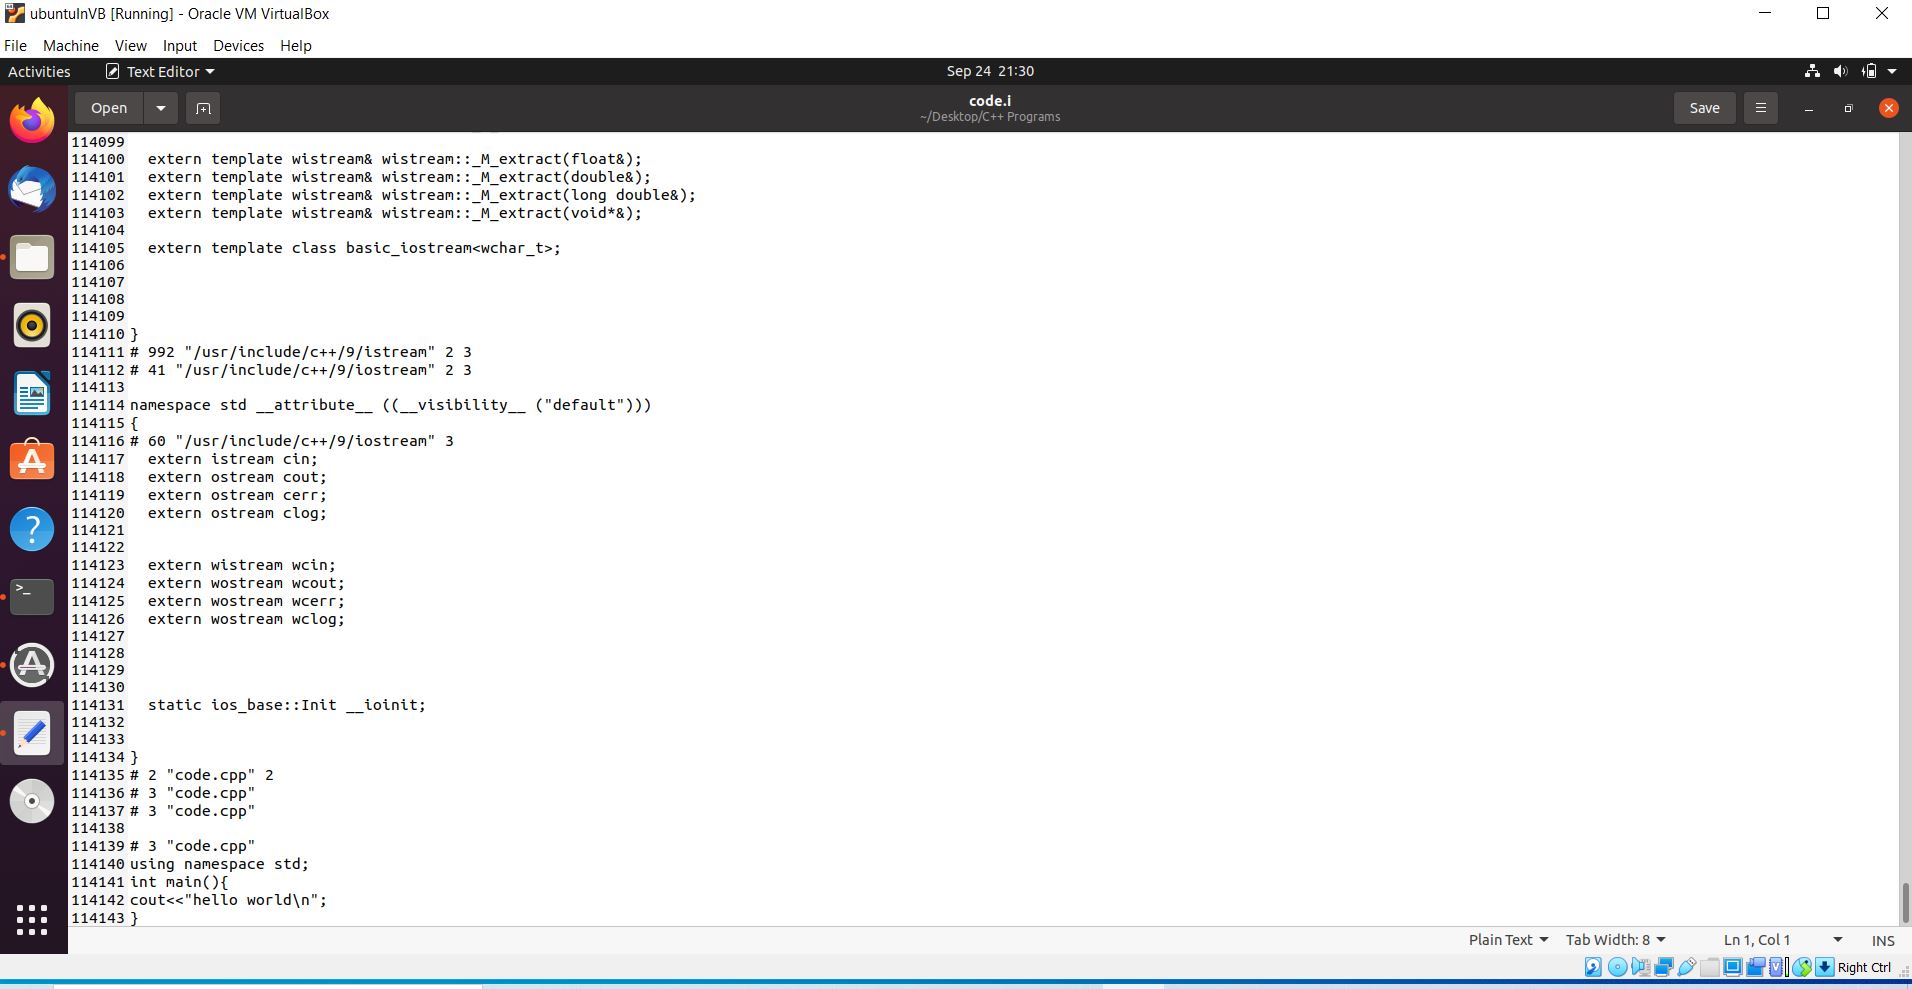 ubuntuInVB [Running] - Oracle VM VirtualBox
File Machine View Input Devices Help
Activities Text Editor Sep 24 21:30
Open code.i Save
~/Desktop/C++ Programs
114099
114100 extern template wistream& wistream::_M_extract(float&);
114101 extern template wistream& wistream::_M_extract(double&);
114102 extern template wistream& wistream::_M_extract(long double&);
114103 extern template wistream& wistream::_M_extract(void*&);
114104
114105 extern template class basic_iostream<wchar_t>;
114106
114107
114108
114109
114110 }
114111 # 992 "/usr/include/c++/9/istream" 2 3
114112 # 41 "/usr/include/c++/9/iostream" 2 3
114113
114114 namespace std __attribute__ ((__visibility__ ("default")))
114115 {
114116 # 60 "/usr/include/c++/9/iostream" 3
114117 extern istream cin;
114118 extern ostream cout;
114119 extern ostream cerr;
114120 extern ostream clog;
114121
114122
114123 extern wistream wcin;
114124 extern wostream wcout;
114125 extern wostream wcerr;
114126 extern wostream wclog;
114127
114128
114129
114130
114131 static ios_base::Init __ioinit;
114132
114133
114134 }
114135 # 2 "code.cpp" 2
114136 # 3 "code.cpp"
114137 # 3 "code.cpp"
114138
114139 # 3 "code.cpp"
114140 using namespace std;
114141 int main(){
114142 cout<<"hello world\n";
114143 }
Plain Text Tab Width: 8 Ln 1, Col 1 INS
Right Ctrl